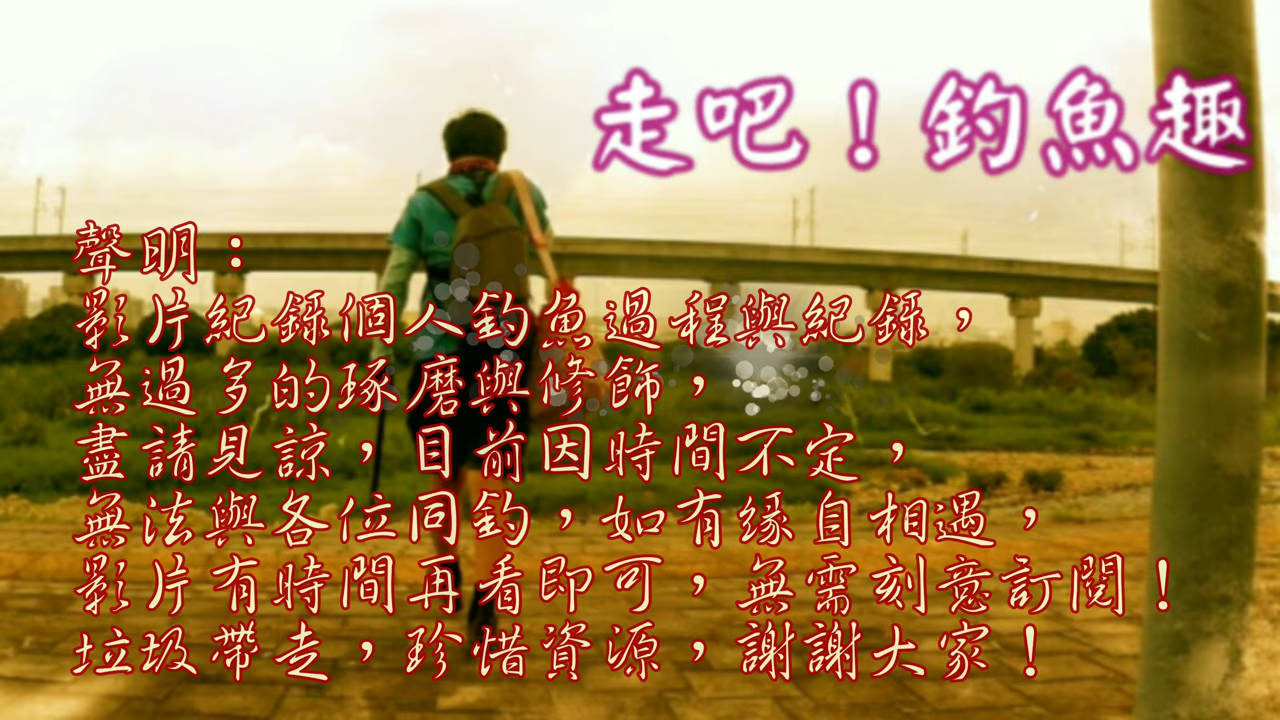 走吧！釣魚趣
聲明：
影片紀錄個人釣魚過程與紀錄，
無過多的琢磨與修飾，
盡請見諒，目前因時間不定，
無法與各位同釣，如有緣自相遇，
影片有時間再看即可，無需刻意訂閱！
垃圾帶走，珍惜資源，謝謝大家！